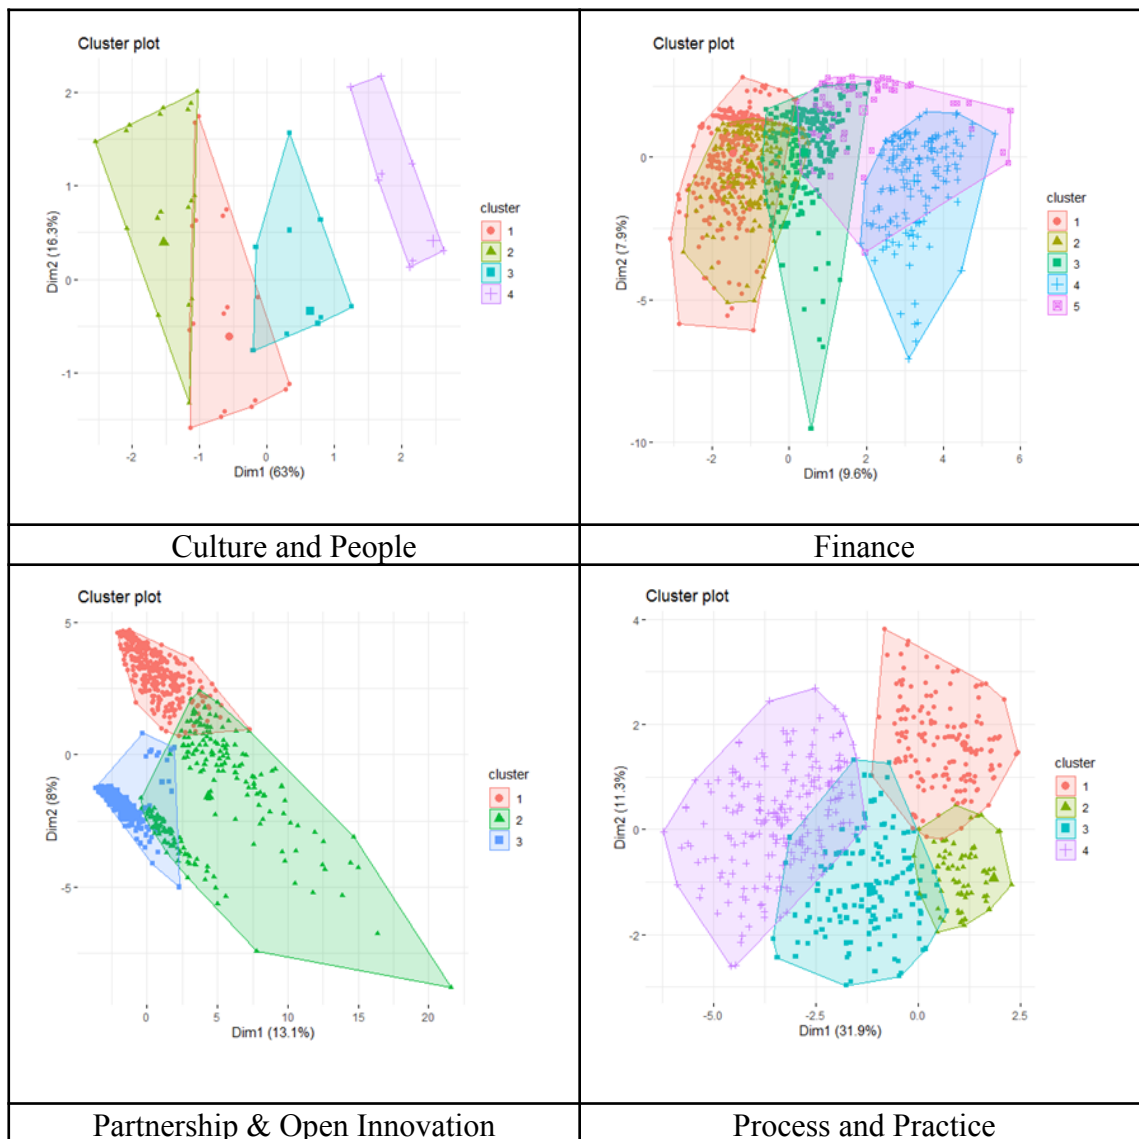 Cluster plot
2
1
0
-1
Dim2 (16.3%)
-2
-1
0
1
2
Dim1 (63%)
cluster
1
2
3
4
Culture and People
Cluster plot
0
-5
-10
Dim2 (7.9%)
-2
0
2
4
6
Dim1 (9.6%)
cluster
1
2
3
4
5
Finance
Cluster plot
5
0
-5
Dim2 (8%)
0
5
10
15
20
Dim1 (13.1%)
cluster
1
2
3
Partnership & Open Innovation
Cluster plot
4
2
0
-2
Dim2 (11.3%)
-5.0
-2.5
0.0
2.5
Dim1 (31.9%)
cluster
1
2
3
4
Process and Practice